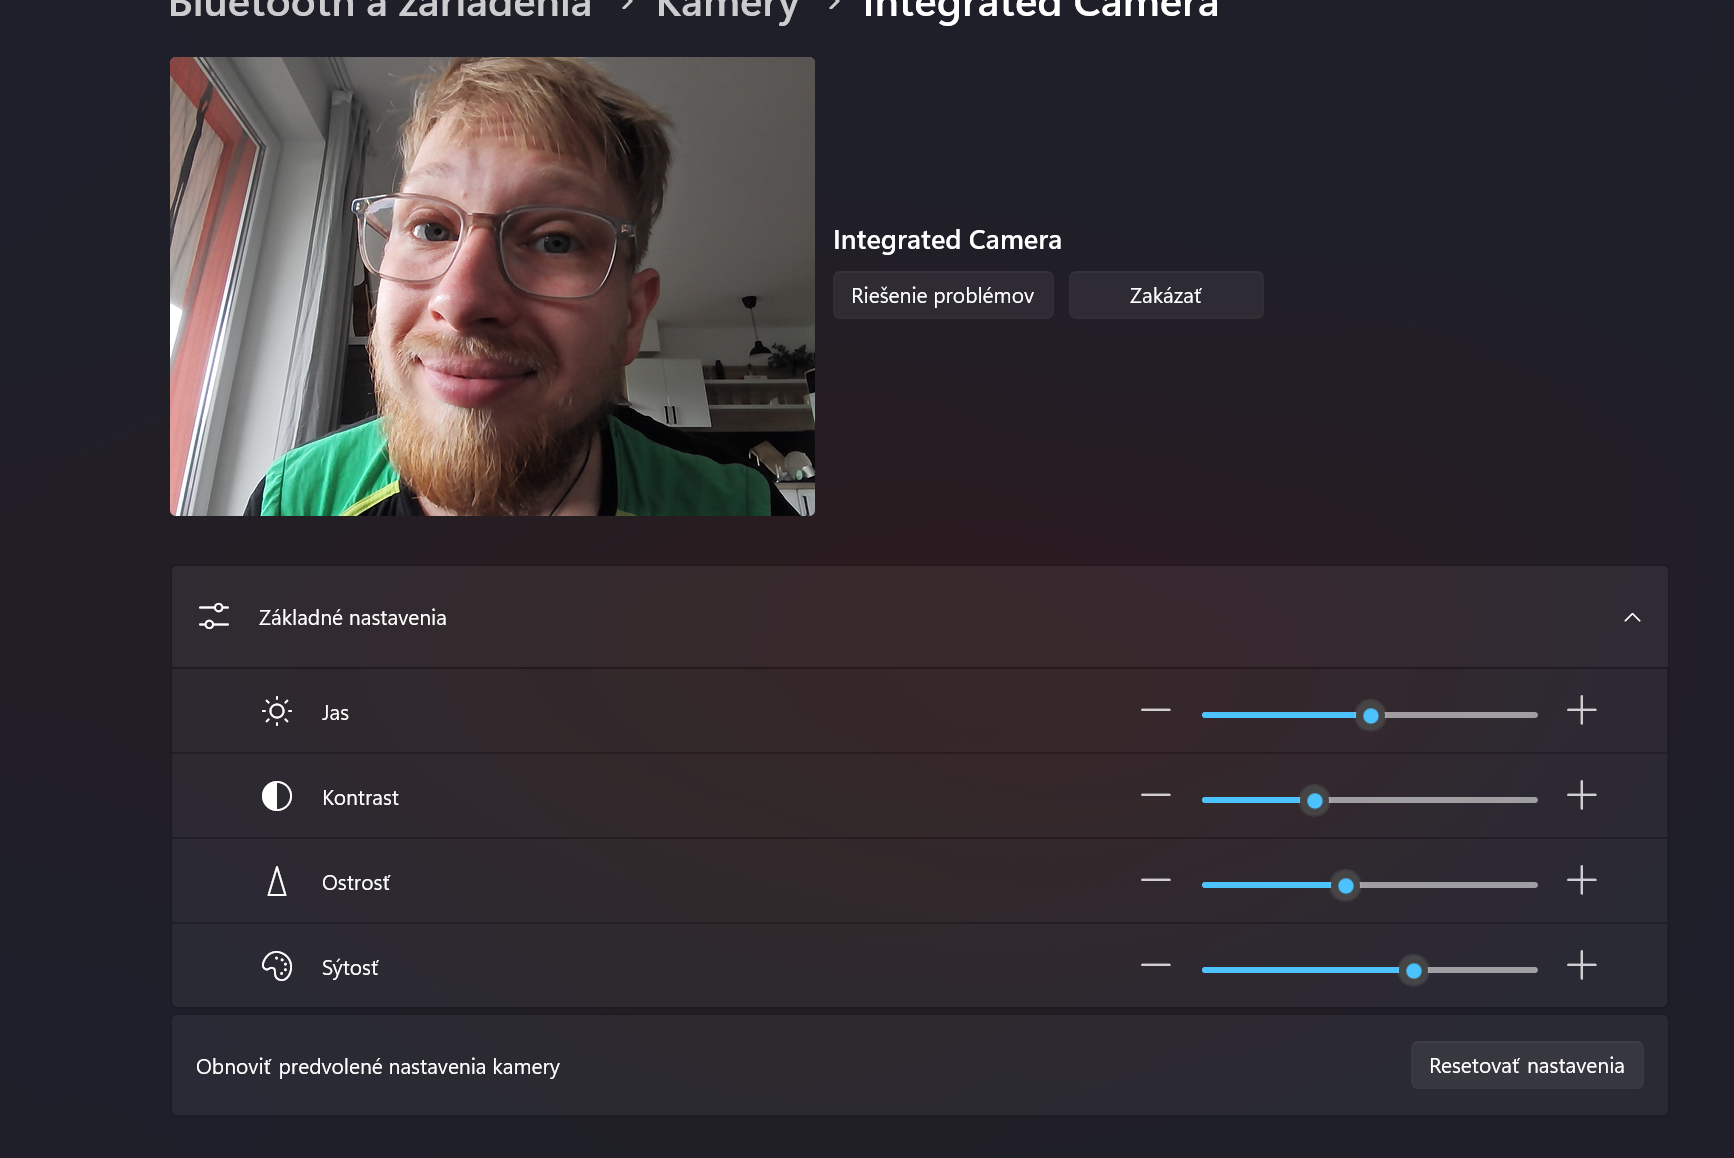 Bluetooth a zariadenia > Kamery > Integrated Camera
Integrated Camera
Riešenie problémov
Zakázať
Základné nastavenia
Jas
Kontrast
Ostrosť
Sýtosť
Obnoviť predvolené nastavenia kamery
Resetovať nastavenia